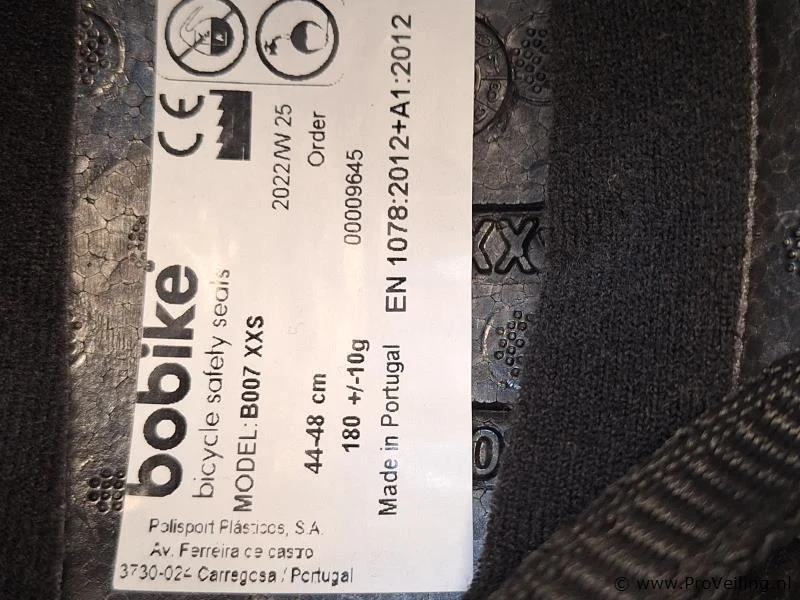 bobike
bicycle safety seats
MODEL: B007 XXS
44-48 cm
180 +/-10g
Made in Portugal
CE
2022/W 25
Order
00009645
EN 1078:2012+A1:2012
Polisport Plásticos, S.A.
Av. Ferreira de castro
3730-024 Carregosa / Portugal
XX
0
© www.ProVeiling.nl